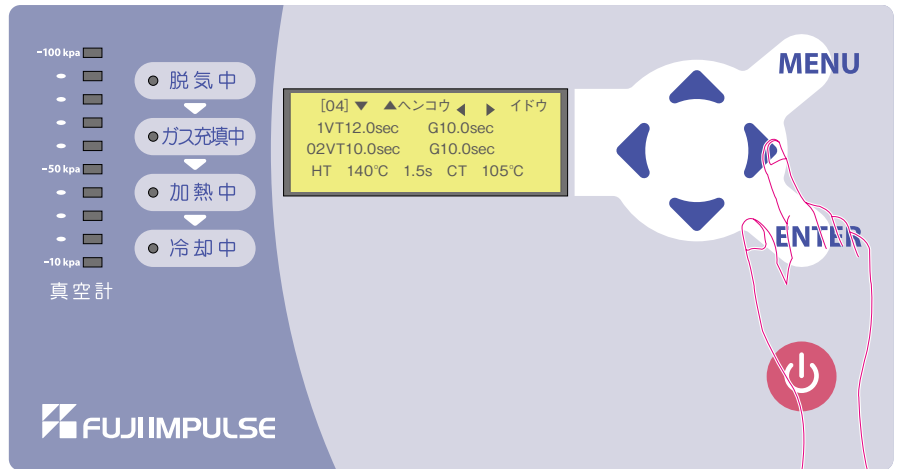 -100 kpa
-50 kpa
-10 kpa
真空計
脱気中
ガス充填中
加熱中
冷却中
[04] ▼ ▲ヘンコウ ◀ ▶ イドウ
1VT12.0sec G10.0sec
02VT10.0sec G10.0sec
HT 140℃ 1.5s CT 105℃
MENU
ENTER
FUJI IMPULSE